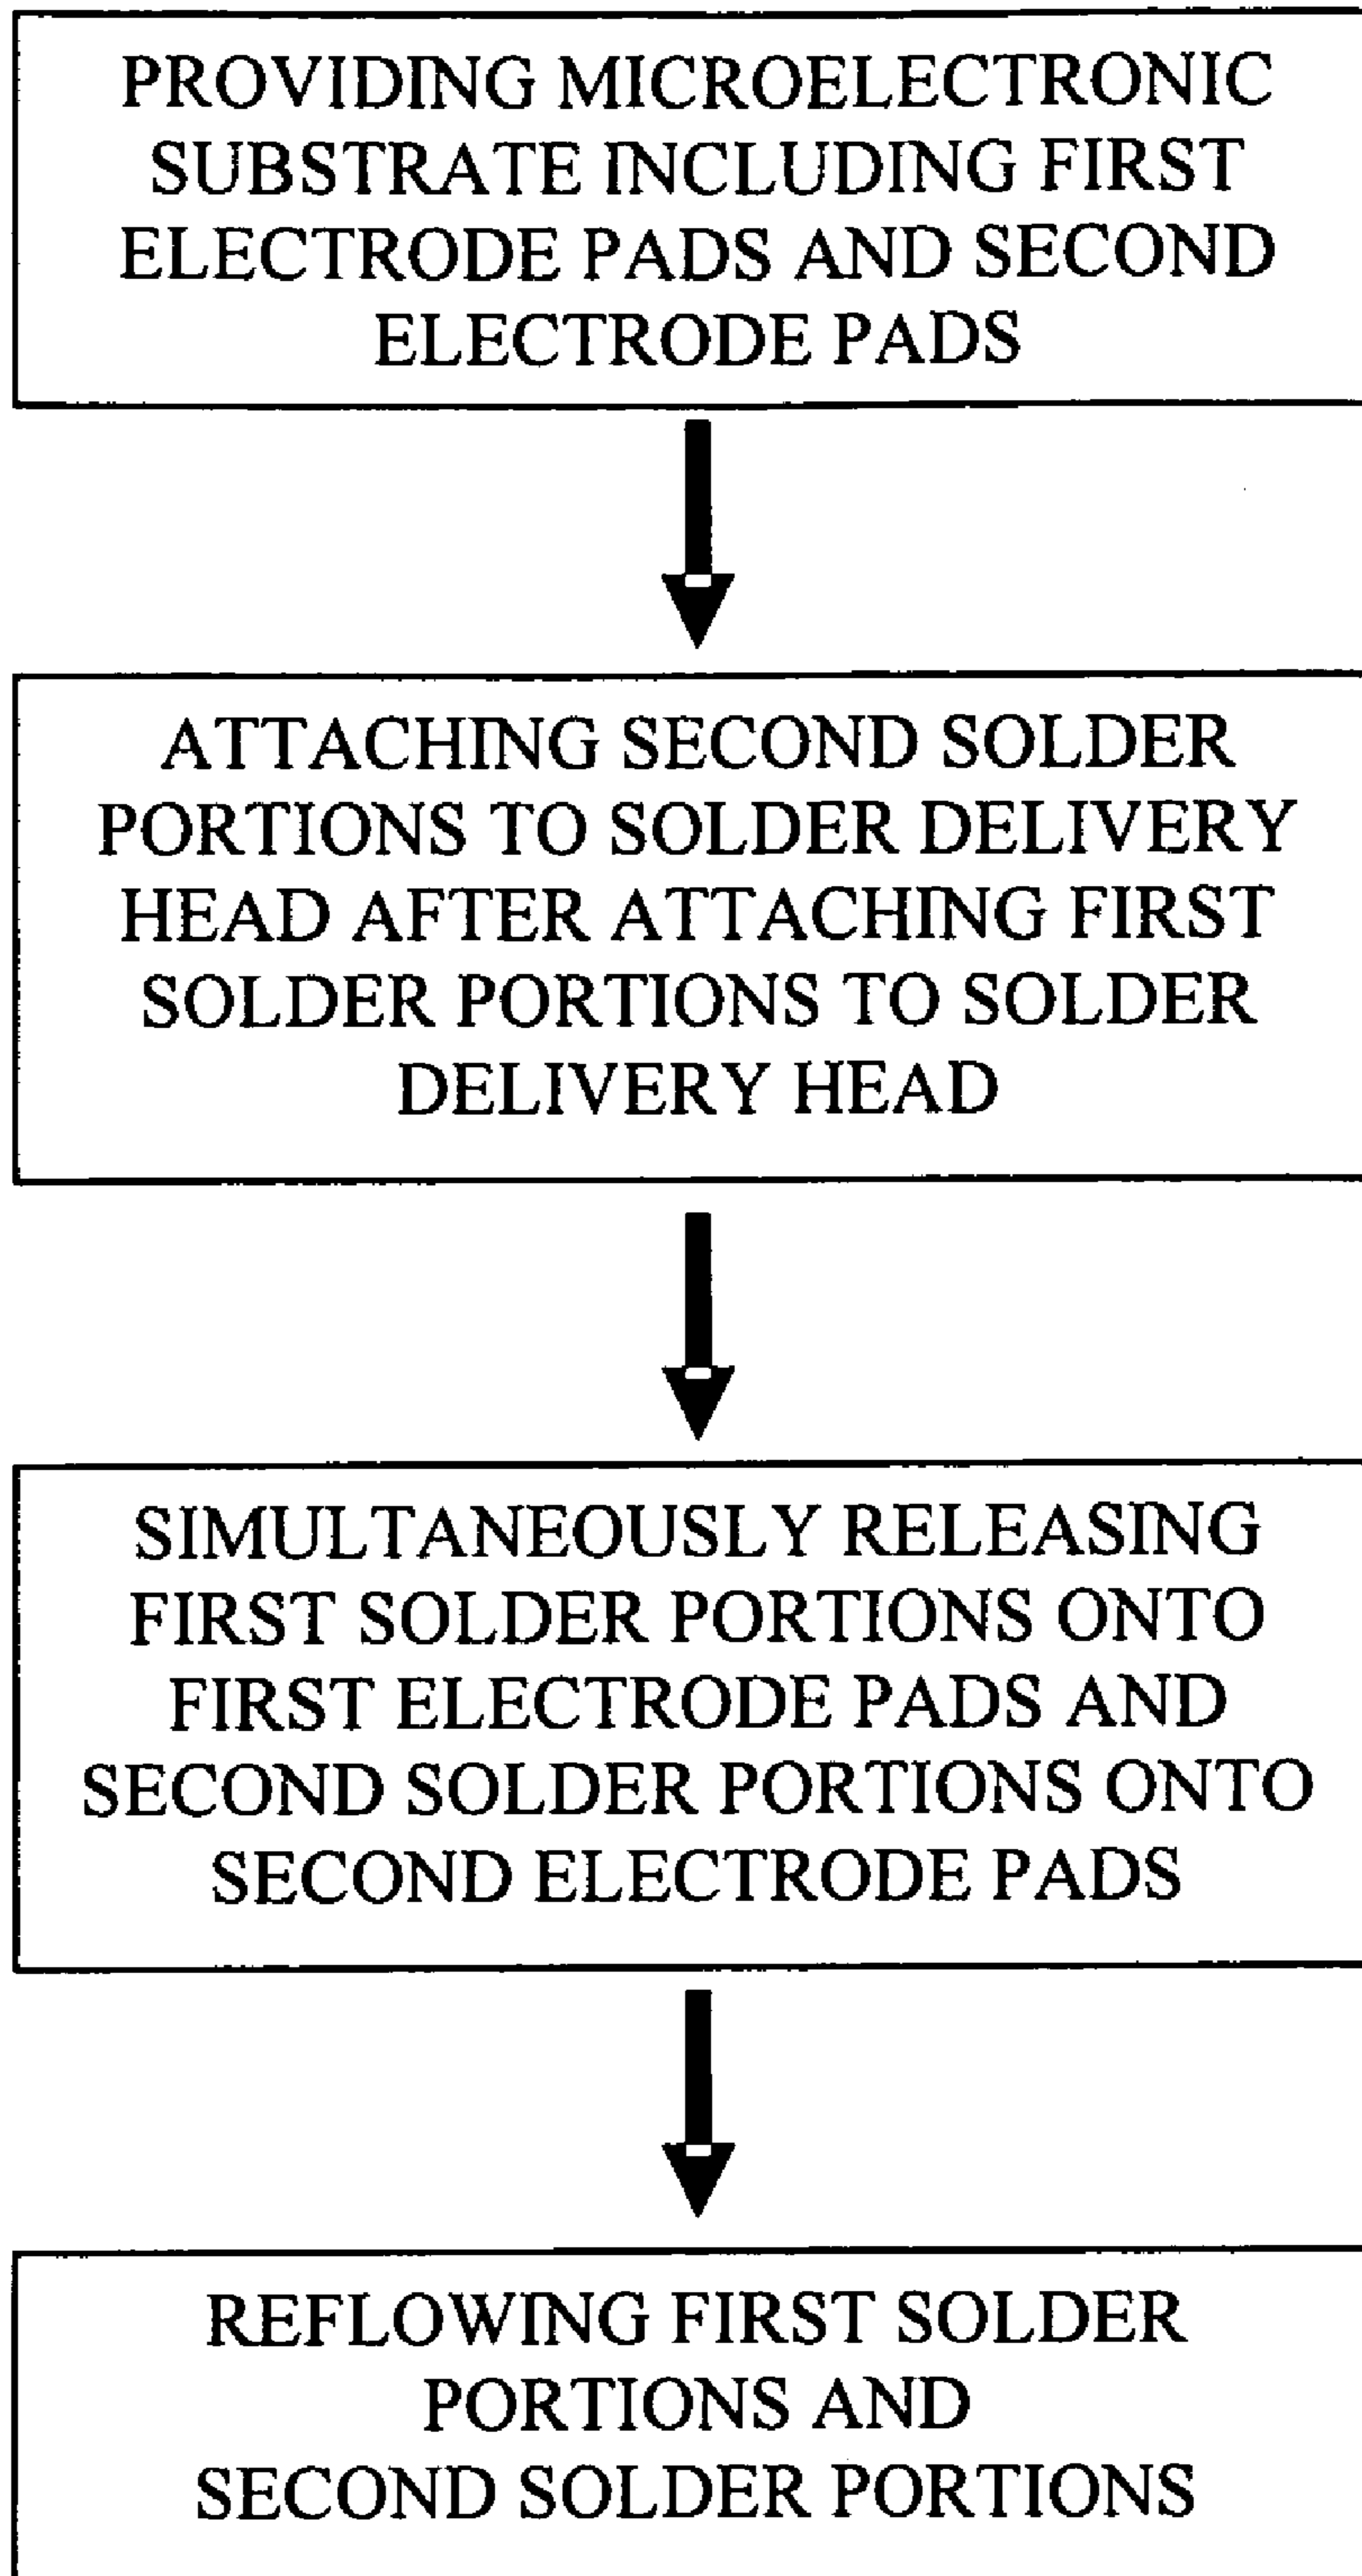 PROVIDING MICROELECTRONIC
SUBSTRATE INCLUDING FIRST
ELECTRODE PADS AND SECOND
ELECTRODE PADS
ATTACHING SECOND SOLDER
PORTIONS TO SOLDER DELIVERY
HEAD AFTER ATTACHING FIRST
SOLDER PORTIONS TO SOLDER
DELIVERY HEAD
SIMULTANEOUSLY RELEASING
FIRST SOLDER PORTIONS ONTO
FIRST ELECTRODE PADS AND
SECOND SOLDER PORTIONS ONTO
SECOND ELECTRODE PADS
REFLOWING FIRST SOLDER
PORTIONS AND
SECOND SOLDER PORTIONS